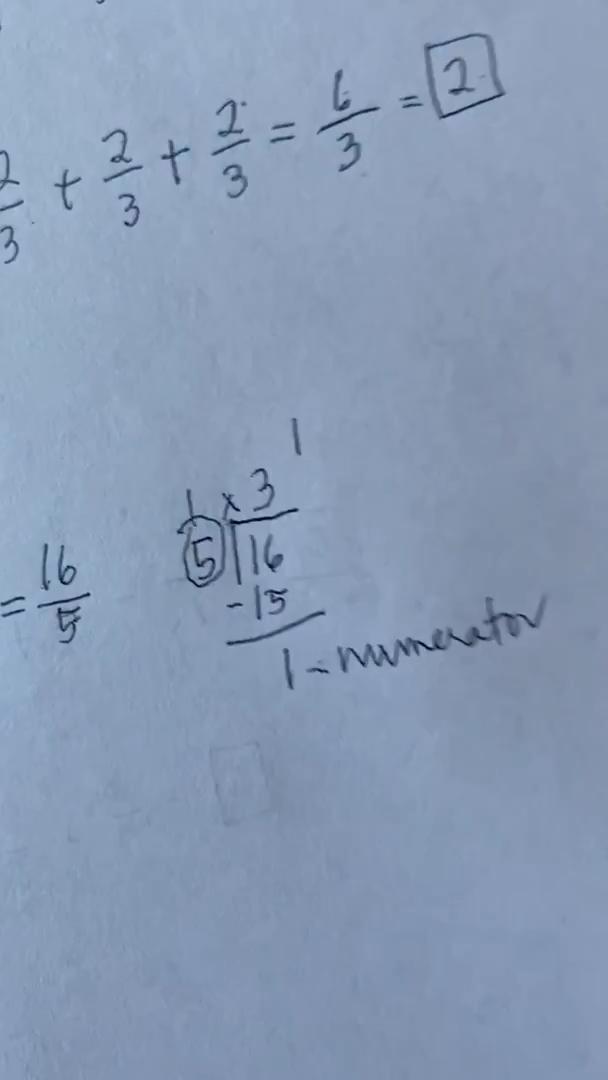 2/3 + 2/3 + 2/3 = 6/3 = 2
1
1 × 3
= 16/5 5 16
-15
1 - numerator